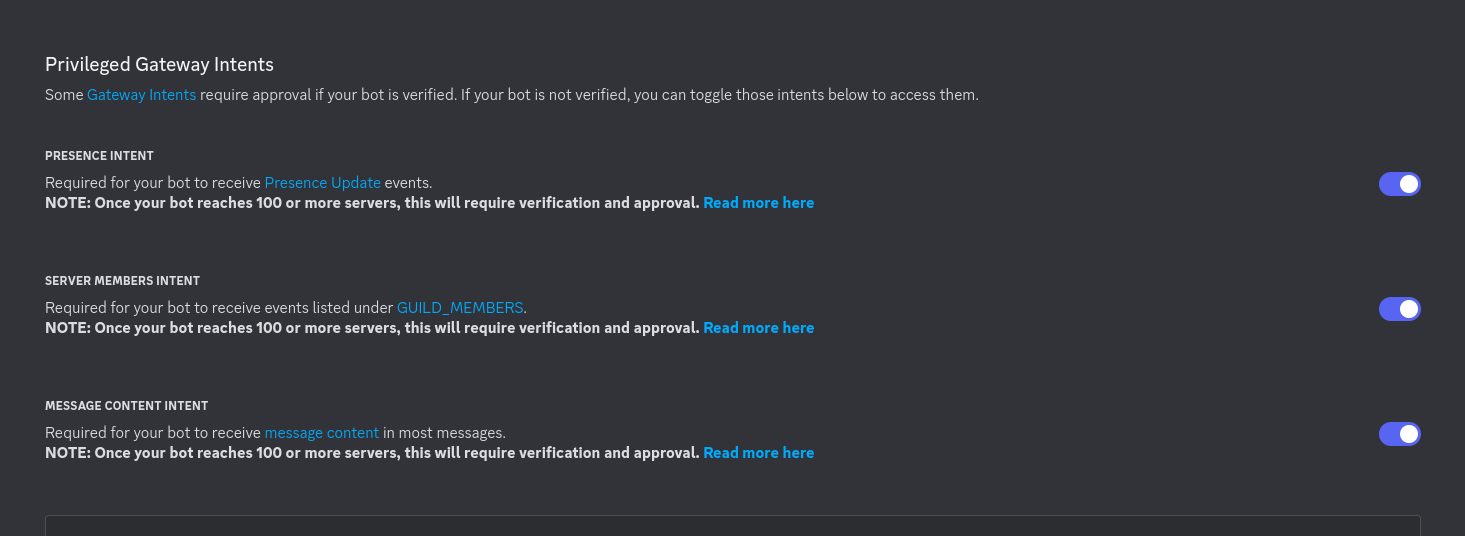 Privileged Gateway Intents
Some Gateway Intents require approval if your bot is verified. If your bot is not verified, you can toggle those intents below to access them.
PRESENCE INTENT
Required for your bot to receive Presence Update events.
NOTE: Once your bot reaches 100 or more servers, this will require verification and approval. Read more here
SERVER MEMBERS INTENT
Required for your bot to receive events listed under GUILD_MEMBERS.
NOTE: Once your bot reaches 100 or more servers, this will require verification and approval. Read more here
MESSAGE CONTENT INTENT
Required for your bot to receive message content in most messages.
NOTE: Once your bot reaches 100 or more servers, this will require verification and approval. Read more here